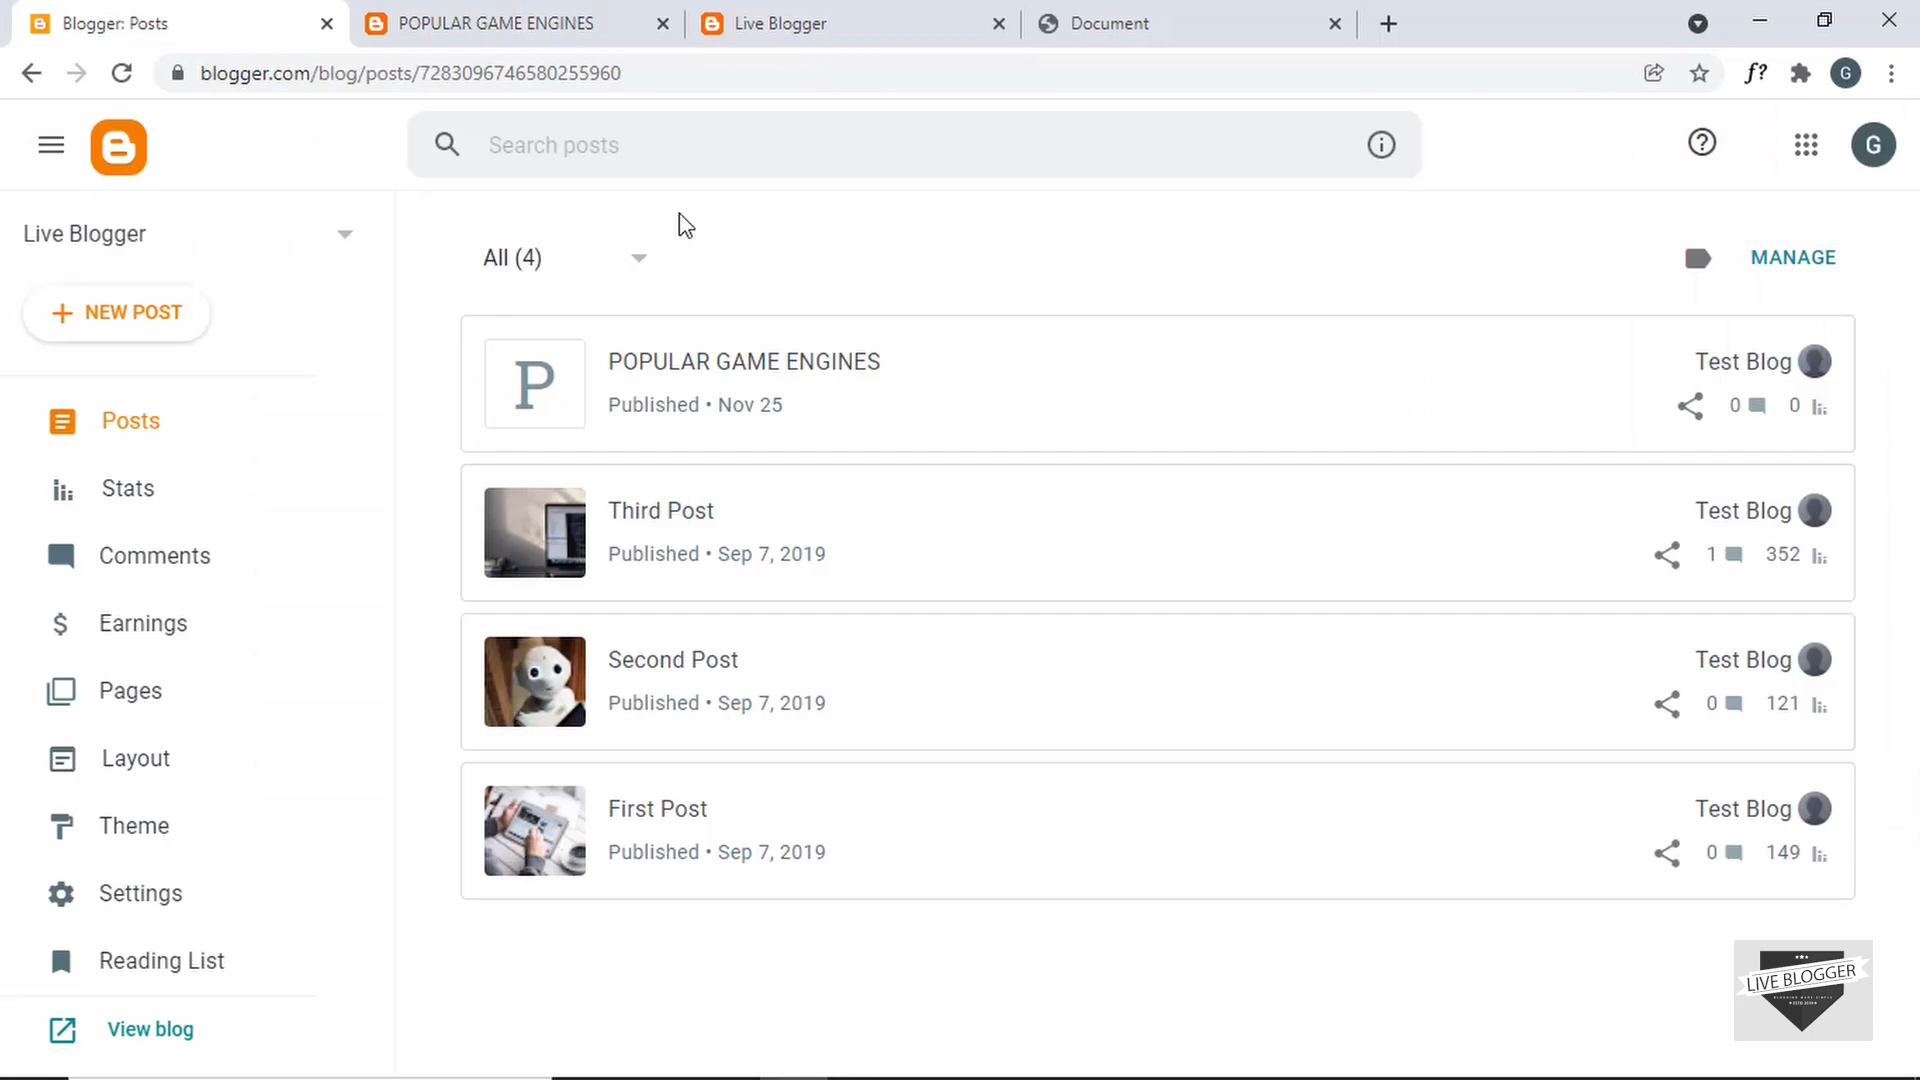 Blogger: Posts
POPULAR GAME ENGINES
Live Blogger
Document
blogger.com/blog/posts/7283096746580255960
f?
G
Search posts
G
Live Blogger
All (4)
MANAGE
NEW POST
POPULAR GAME ENGINES
Test Blog
P
Published • Nov 25
0
0
Posts
Stats
Third Post
Test Blog
Published • Sep 7, 2019
1
352
Comments
Earnings
Second Post
Test Blog
Published • Sep 7, 2019
0
121
Pages
Layout
First Post
Test Blog
Published • Sep 7, 2019
0
149
Theme
Settings
Reading List
LIVE BLOGGER
View blog